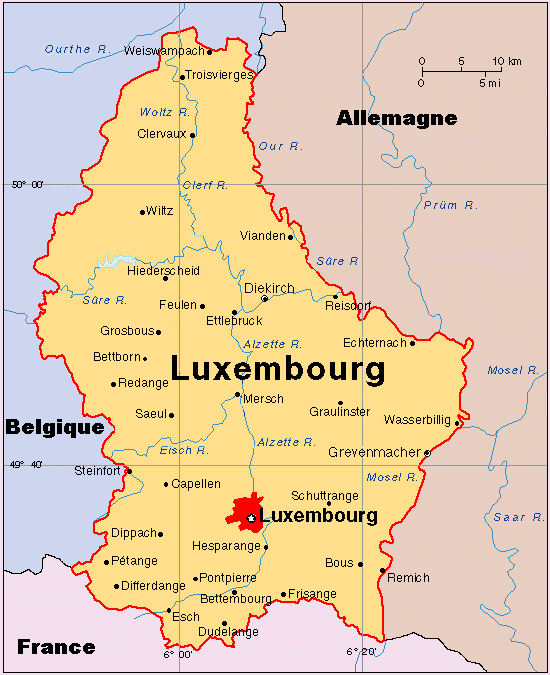 Ourthe R.
Weiswampach
Troisvierges
0 5 10 km
0 5 mi
Woltz R.
Allemagne
Clervaux
Our R.
50° 00'
Clerf R.
Prüm R.
Wiltz
Vianden
Sûre R
Hiederscheid
Diekirch
Sûre R.
Feulen
Reisdorf
Ettlebruck
Grosbous
Alzette R.
Echternach
Bettborn
Luxembourg
Mosel R.
Redange
Mersch
Graulinster
Saeul
Wasserbillig
Belgique
Alzette R.
Eisch R.
Grevenmacher
49° 40'
Steinfort
Mosel R.
Capellen
Schuttrange
Luxembourg
Saar R.
Dippach
Hesparange
Pétange
Bous
Remich
Pontpierre
Differdange
Bettembourg
Frisange
Esch
Dudelange
France
6° 00'
6° 20'